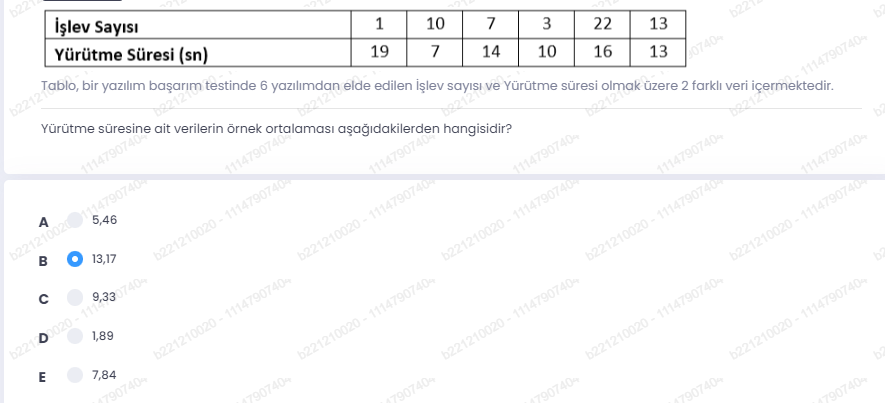 İşlev Sayısı 1 10 7 3 22 13
Yürütme Süresi (sn) 19 7 14 10 16 13
Tablo, bir yazılım başarım testinde 6 yazılımdan elde edilen İşlev sayısı ve Yürütme süresi olmak üzere 2 farklı veri içermektedir.
Yürütme süresine ait verilerin örnek ortalaması aşağıdakilerden hangisidir?
A 5,46
B 13,17
C 9,33
D 1,89
E 7,84